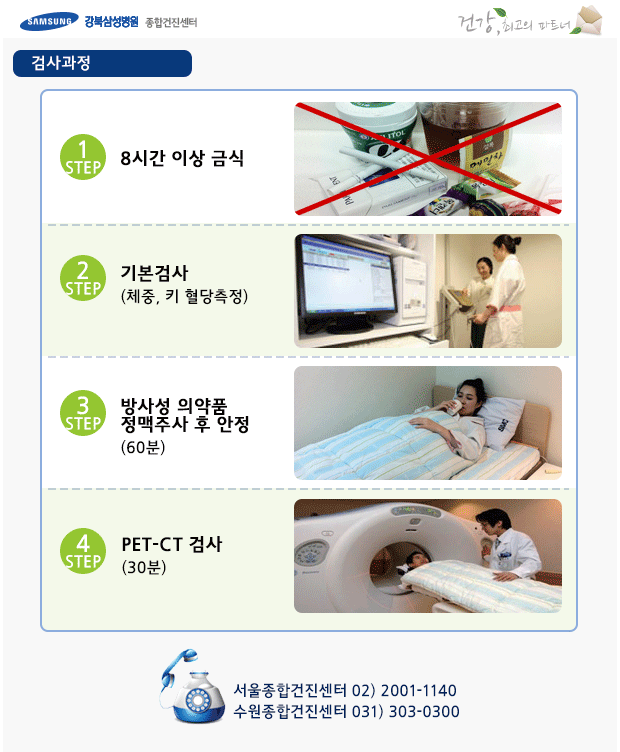 SAMSUNG 강북삼성병원 종합건진센터
건강, 최고의 파트너
검사과정
1
STEP
8시간 이상 금식
XYLITOL
메밀차
2
STEP
기본검사
(체중, 키 혈당측정)
3
STEP
방사성 의약품
정맥주사 후 안정
(60분)
4
STEP
PET-CT 검사
(30분)
서울종합건진센터 02) 2001-1140
수원종합건진센터 031) 303-0300